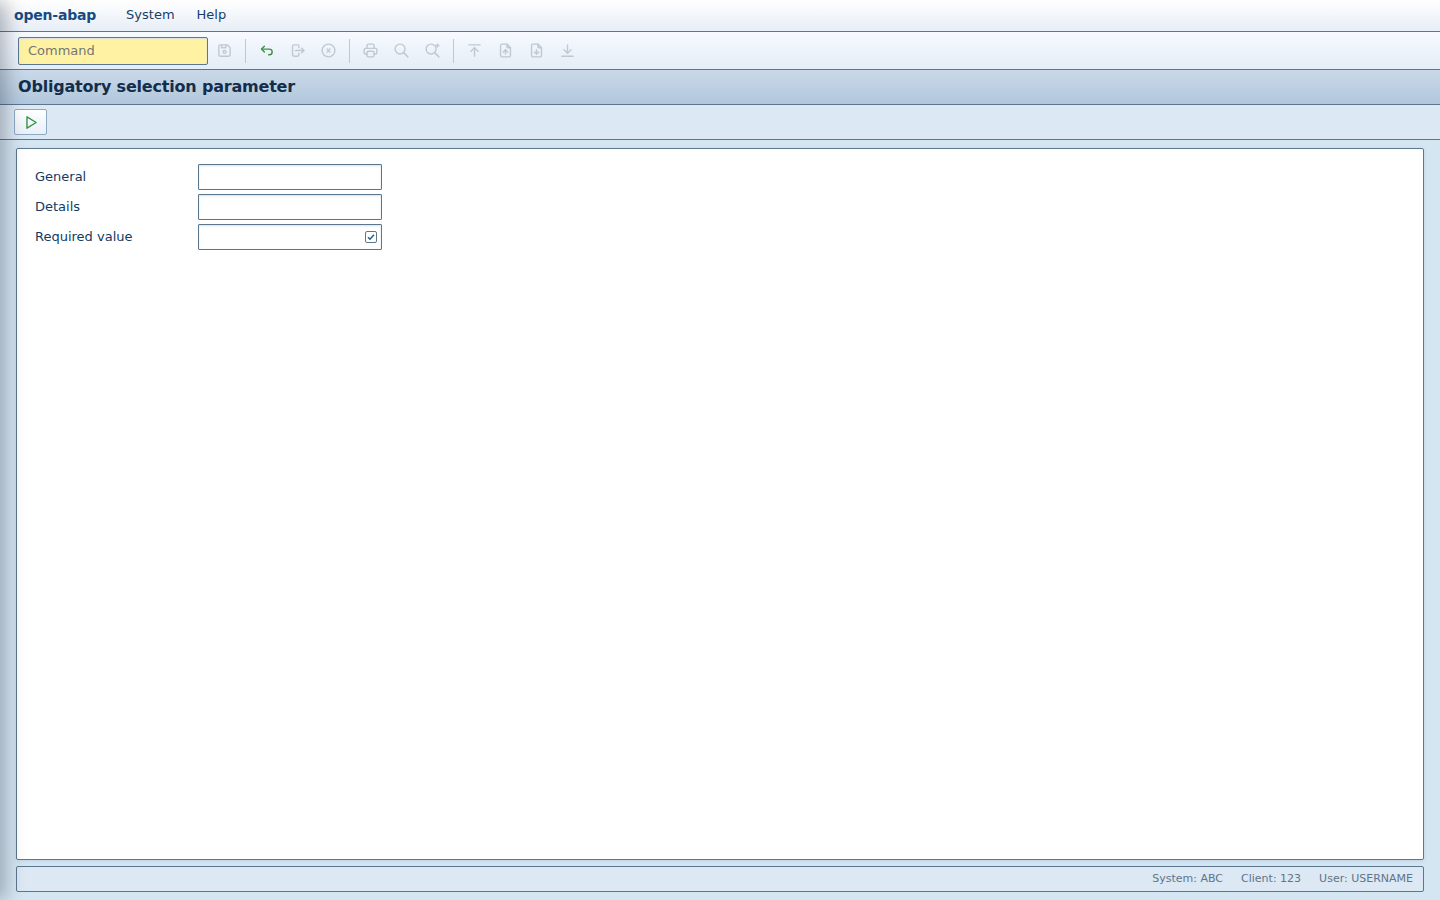 open-abap System Help
Command
Obligatory selection parameter
General
Details
Required value
System: ABC Client: 123 User: USERNAME